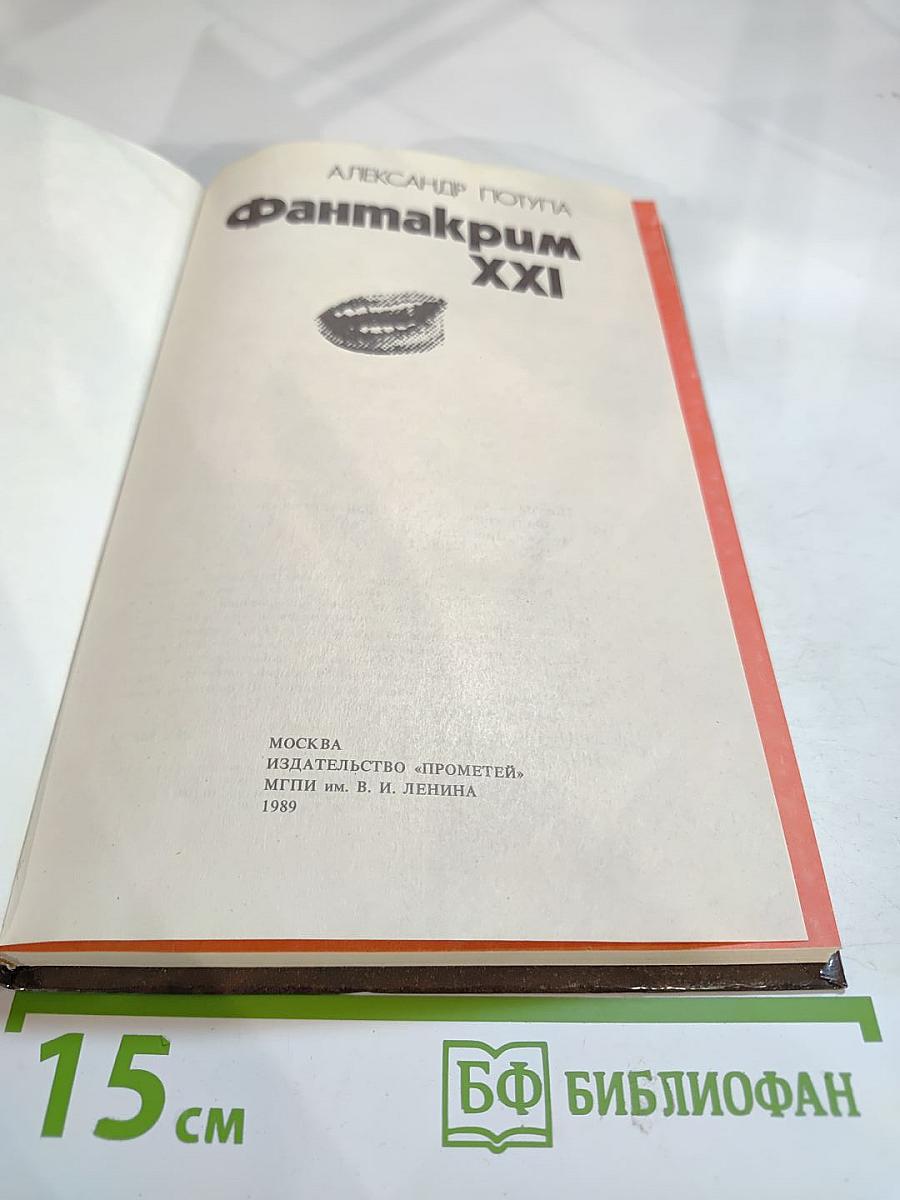 АЛЕКСАНДР ПОТУПА
Фантакрим
XXI
МОСКВА
ИЗДАТЕЛЬСТВО «ПРОМЕТЕЙ»
МГПИ им. В. И. ЛЕНИНА
1989
15 см
БФ БИБЛИОФАН